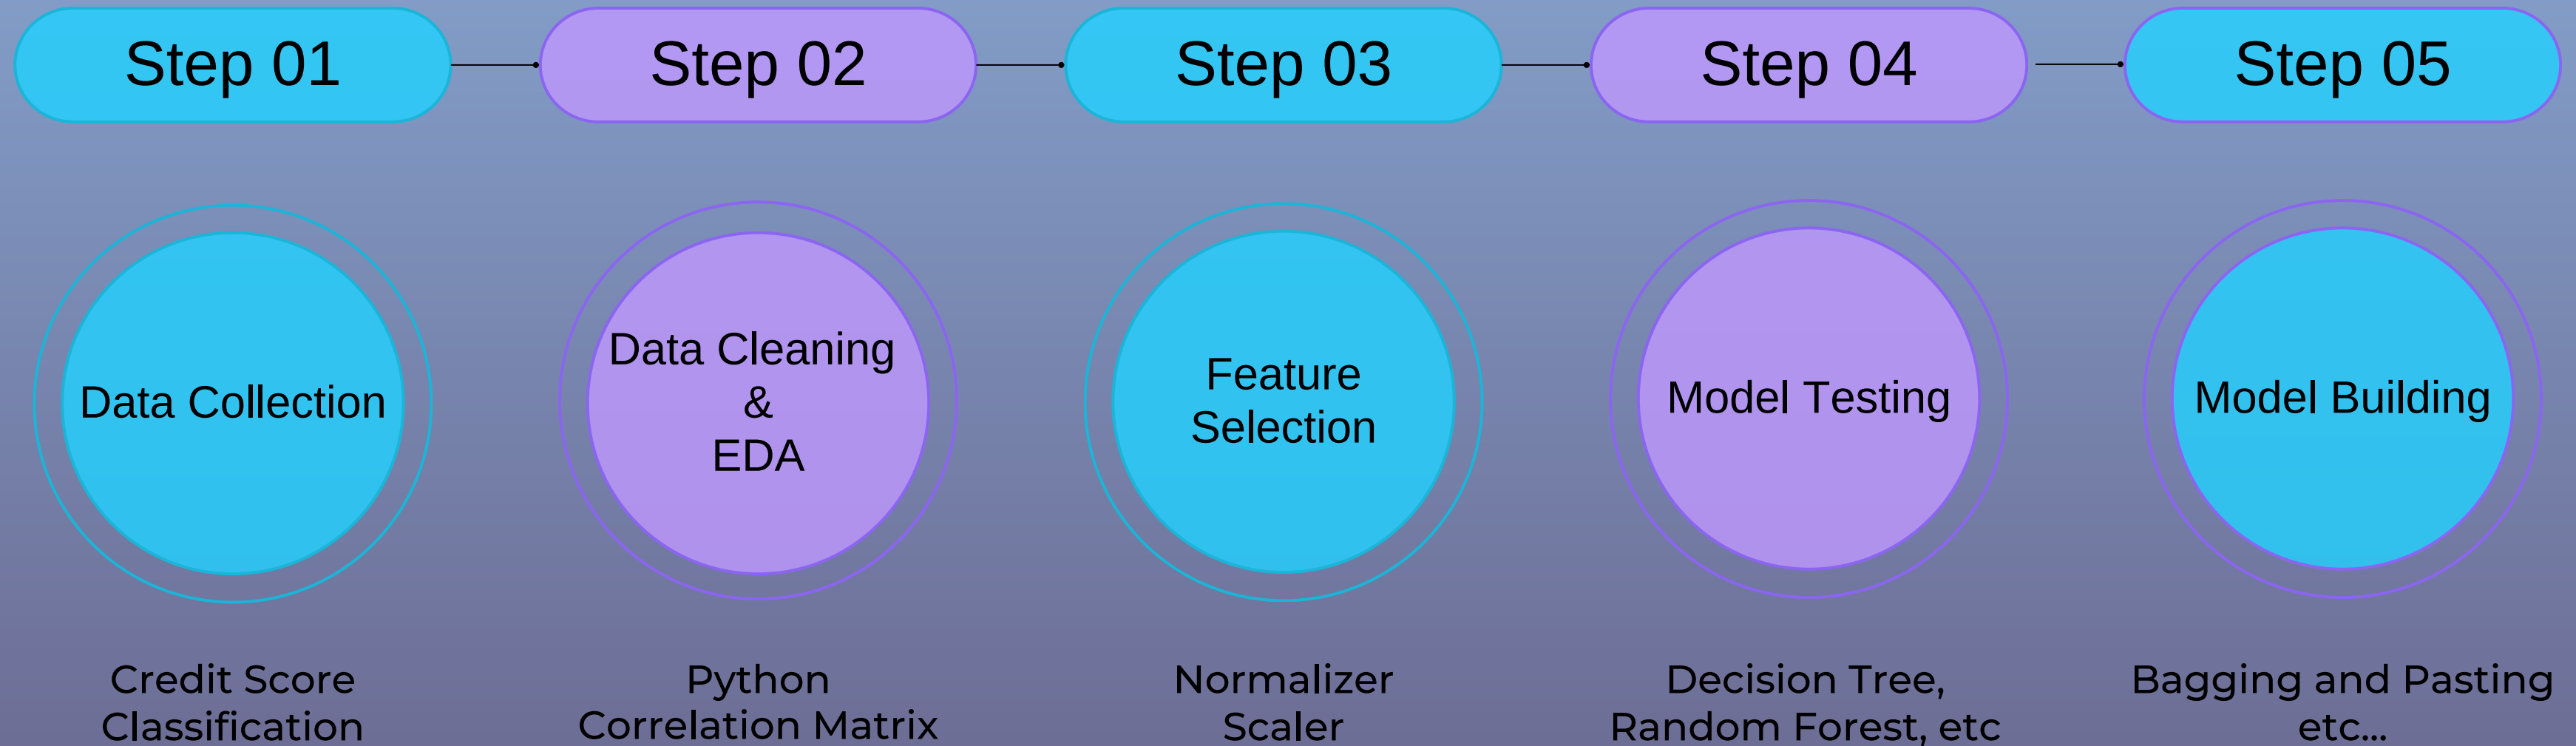 Step 01
Step 02
Step 03
Step 04
Step 05
Data Collection
Data Cleaning
&
EDA
Feature
Selection
Model Testing
Model Building
Credit Score
Classification
Python
Correlation Matrix
Normalizer
Scaler
Decision Tree,
Random Forest, etc
Bagging and Pasting
etc...